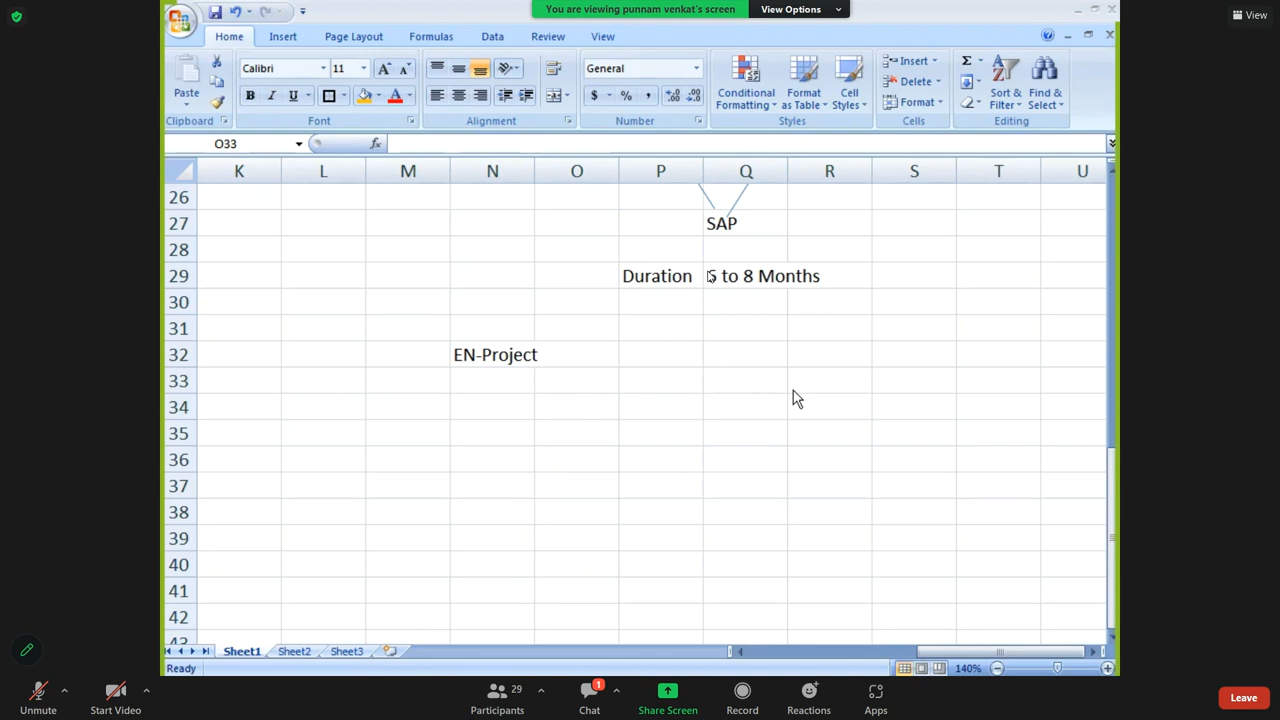 You are viewing punnam venkat's screen
View Options
View
Home Insert Page Layout Formulas Data Review View
Paste
Calibri 11
B I U
General
$ % ,
Conditional Formatting
Format as Table
Cell Styles
Insert
Delete
Format
Σ
Sort & Filter
Find & Select
Clipboard Font Alignment Number Styles Cells Editing
O33 fx
K L M N O P Q R S T U
26
27 SAP
28
29 Duration to 8 Months
30
31
32 EN-Project
33
34
35
36
37
38
39
40
41
42
43
Sheet1 Sheet2 Sheet3
Ready 140%
Unmute
Start Video
29
Participants
1
Chat
Share Screen
Record
Reactions
Apps
Leave